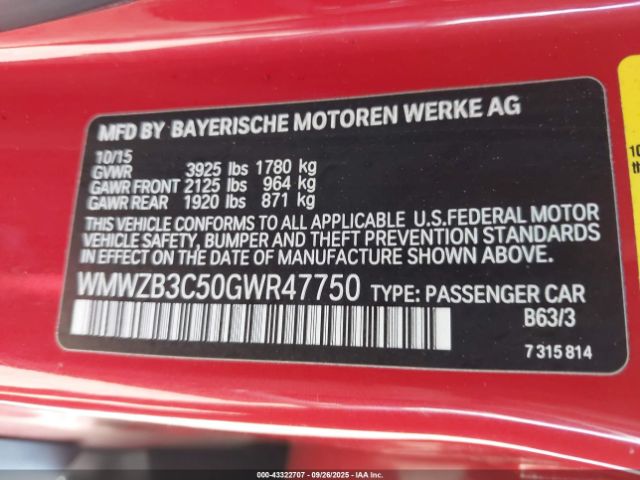 MFD BY BAYERISCHE MOTOREN WERKE AG
10/15
GVWR 3925 lbs 1780 kg
GAWR FRONT 2125 lbs 964 kg
GAWR REAR 1920 lbs 871 kg
THIS VEHICLE CONFORMS TO ALL APPLICABLE U.S.FEDERAL MOTOR
VEHICLE SAFETY, BUMPER AND THEFT PREVENTION STANDARDS
IN EFFECT ON THE DATE OF MANUFACTURE SHOWN ABOVE.
WMWZB3C50GWR47750 TYPE: PASSENGER CAR
B63/3
7 315 814
10
th
000-43322707 - 09/26/2025 - IAA Inc.